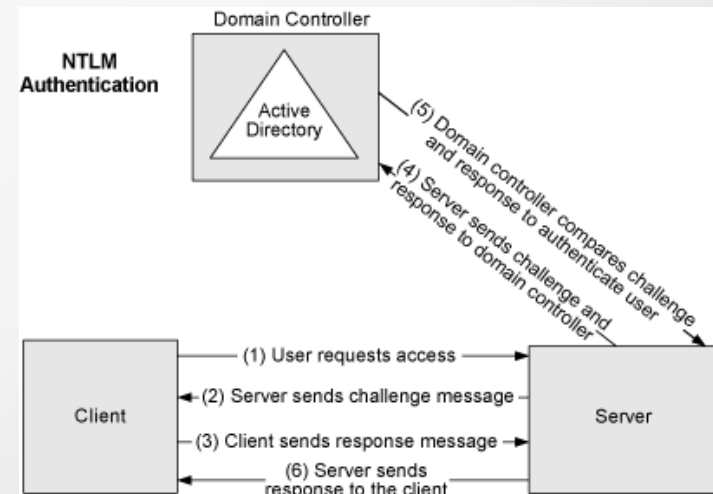 Domain Controller
NTLM
Authentication
Active
Directory
(5) Domain controller compares challenge
and response to authenticate user
(4) Server sends challenge and
response to domain controller
Client
(1) User requests access
(2) Server sends challenge message
(3) Client sends response message
(6) Server sends
response to the client
Server